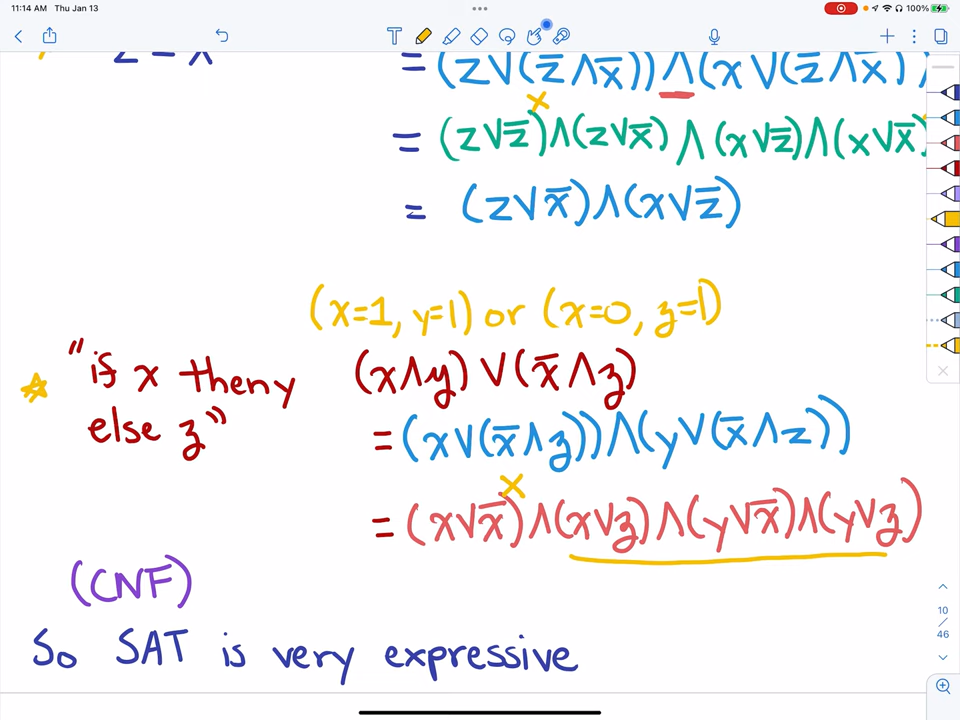 11:14 AM Thu Jan 13
100%
z = x
= (z∨(z̅∧x̅))∧(x∨(z̅∧x̅))
x
= (z∨z̅)∧(z∨x̅)∧(x∨z̅)∧(x∨x̅)
= (z∨x̅)∧(x∨z̅)
(x=1, y=1) or (x=0, z=1)
"if x then y
else z"
(x∧y)∨(x̅∧z)
= (x∨(x̅∧z))∧(y∨(x̅∧z))
x
= (x∨x̅)∧(x∨z)∧(y∨x̅)∧(y∨z)
(CNF)
So SAT is very expressive
10
/
46